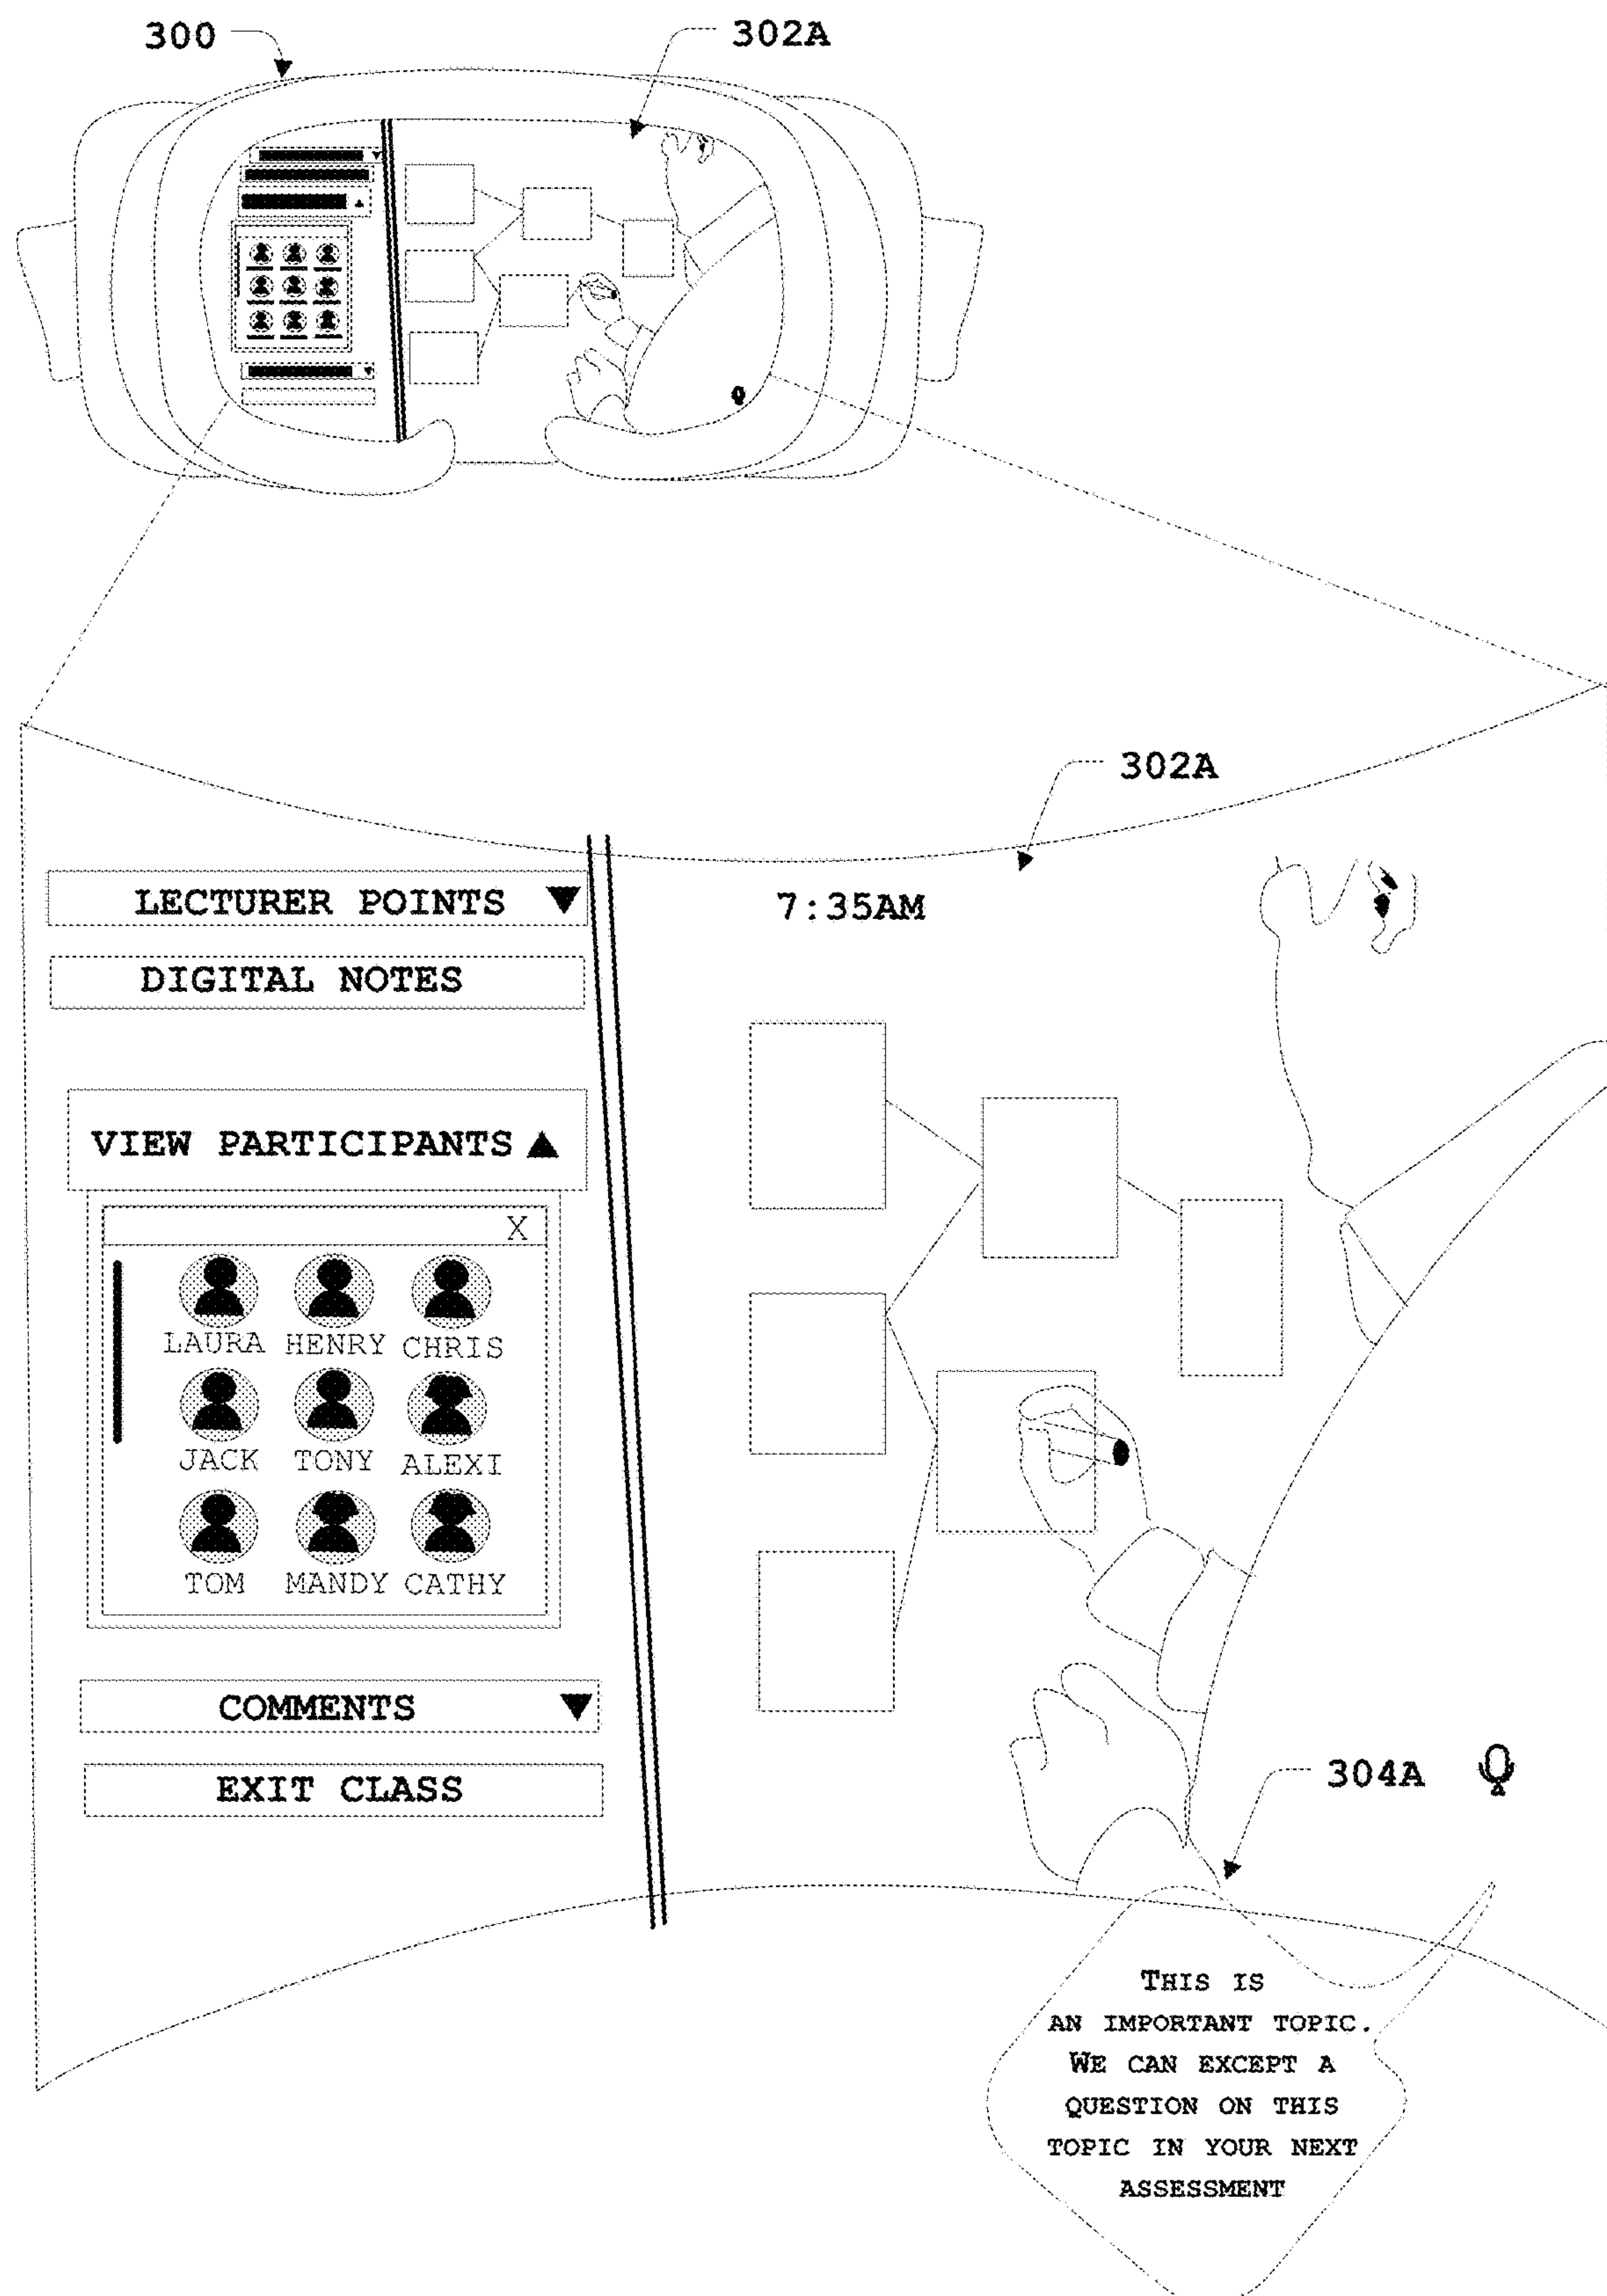 300
302A
302A
LECTURER POINTS ▼
7:35AM
DIGITAL NOTES
VIEW PARTICIPANTS ▲
X
LAURA HENRY CHRIS
JACK TONY ALEXI
TOM MANDY CATHY
COMMENTS ▼
EXIT CLASS
304A
THIS IS
AN IMPORTANT TOPIC.
WE CAN EXCEPT A
QUESTION ON THIS
TOPIC IN YOUR NEXT
ASSESSMENT